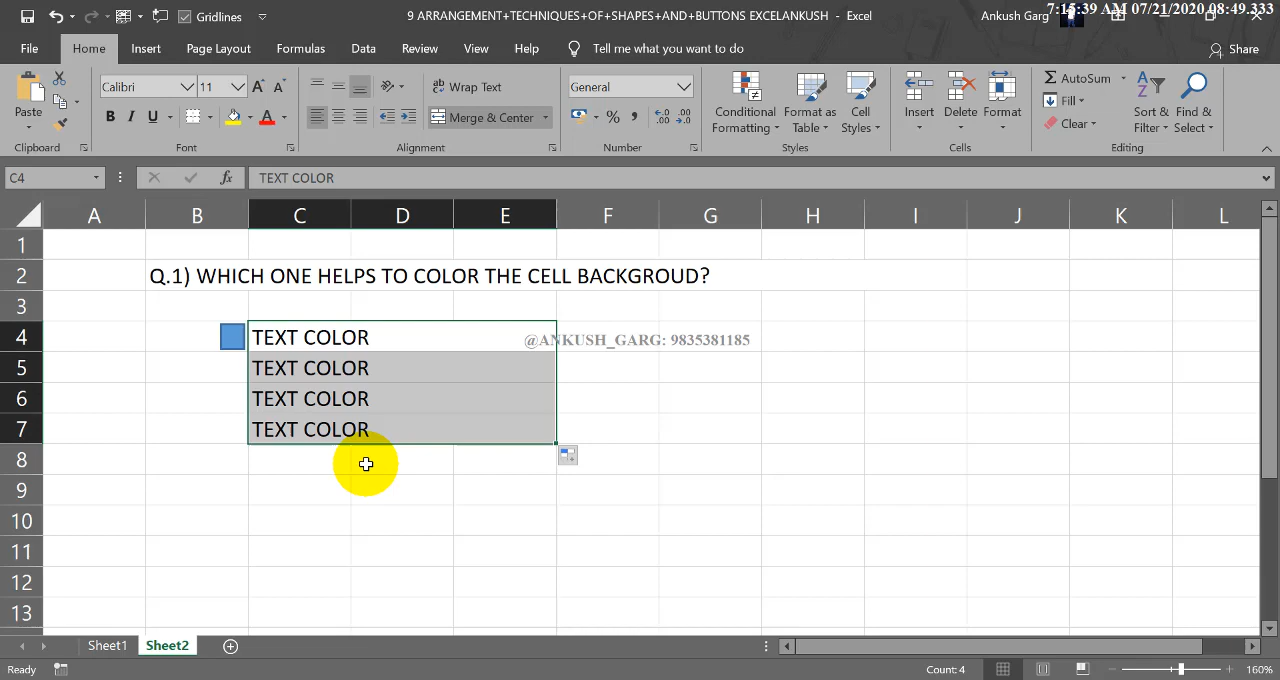 Gridlines
9 ARRANGEMENT+TECHNIQUES+OF+SHAPES+AND+BUTTONS EXCELANKUSH - Excel
Ankush Garg
7:15:39 AM 07/21/2020 08:49.333
File Home Insert Page Layout Formulas Data Review View Help Tell me what you want to do Share
Paste
Clipboard
Calibri 11
B I U
Font
Wrap Text
Merge & Center
Alignment
General
Number
Conditional Formatting
Format as Table
Cell Styles
Styles
Insert
Delete
Format
Cells
AutoSum
Fill
Clear
Sort & Filter
Find & Select
Editing
C4 fx TEXT COLOR
A B C D E F G H I J K L
1
2 Q.1) WHICH ONE HELPS TO COLOR THE CELL BACKGROUD?
3
4 TEXT COLOR @ANKUSH_GARG: 9835381185
5 TEXT COLOR
6 TEXT COLOR
7 TEXT COLOR
8
9
10
11
12
13
Sheet1 Sheet2
Ready Count: 4 160%